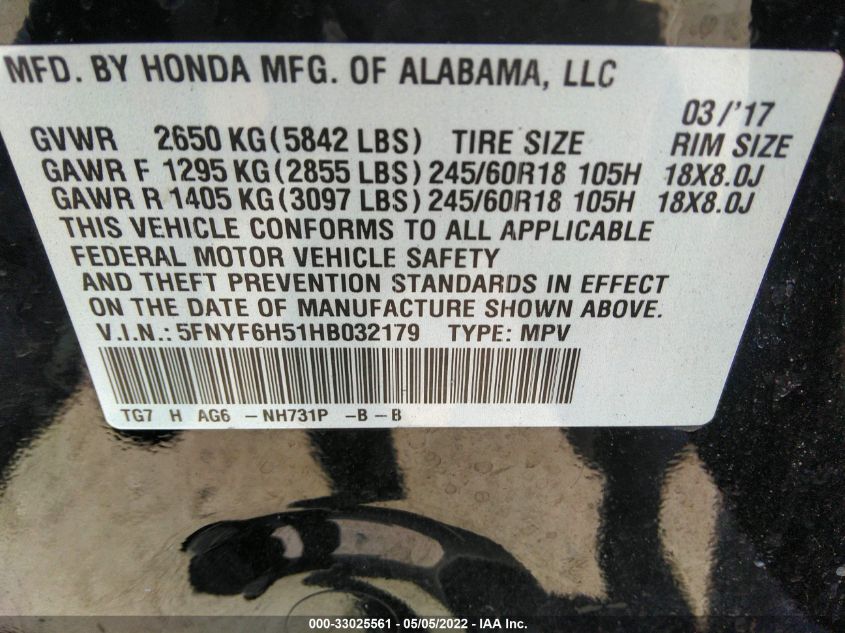 MFD. BY HONDA MFG. OF ALABAMA, LLC
03/'17
GVWR 2650 KG(5842 LBS) TIRE SIZE RIM SIZE
GAWR F 1295 KG(2855 LBS) 245/60R18 105H 18X8.0J
GAWR R 1405 KG(3097 LBS) 245/60R18 105H 18X8.0J
THIS VEHICLE CONFORMS TO ALL APPLICABLE
FEDERAL MOTOR VEHICLE SAFETY
AND THEFT PREVENTION STANDARDS IN EFFECT
ON THE DATE OF MANUFACTURE SHOWN ABOVE.
V.I.N.: 5FNYF6H51HB032179 TYPE: MPV
TG7 H AG6 -NH731P -B-B
000-33025561 - 05/05/2022 - IAA Inc.